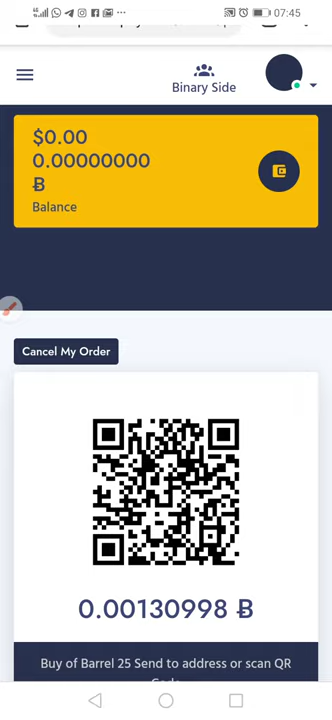 07:45
Binary Side
$0.00
0.00000000
Ƀ
Balance
Cancel My Order
0.00130998 Ƀ
Buy of Barrel 25 Send to address or scan QR